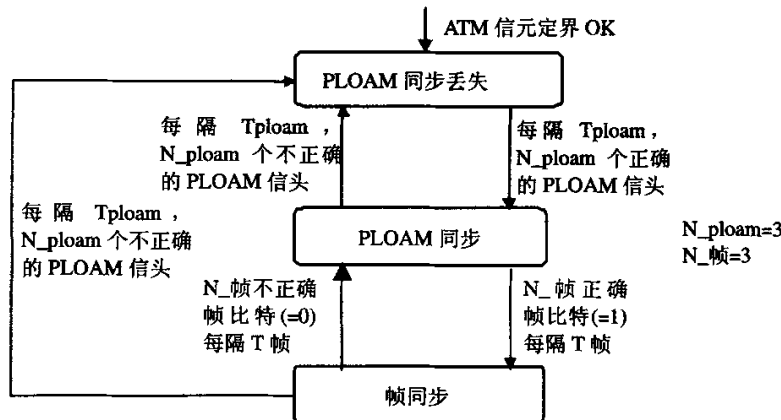 ATM 信元定界 OK
PLOAM 同步丢失
每隔 Tploam，
N_ploam 个不正确
的 PLOAM 信头
每隔 Tploam，
N_ploam 个正确
的 PLOAM 信头
每隔 Tploam，
N_ploam 个不正确
的 PLOAM 信头
PLOAM 同步
N_ploam=3
N_帧=3
N_帧不正确
帧比特(=0)
每隔 T 帧
N_帧正确
帧比特(=1)
每隔 T 帧
帧同步